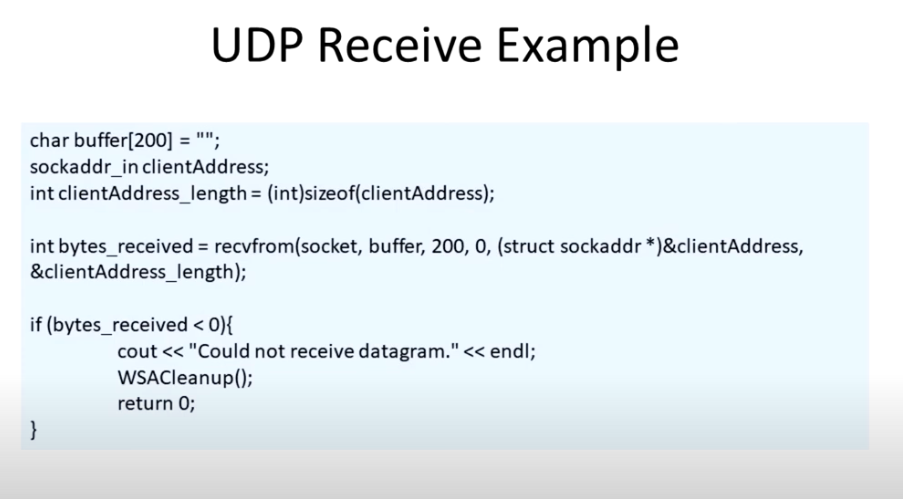 UDP Receive Example
char buffer[200] = "";
sockaddr_in clientAddress;
int clientAddress_length = (int)sizeof(clientAddress);
int bytes_received = recvfrom(socket, buffer, 200, 0, (struct sockaddr *)&clientAddress,
&clientAddress_length);
if (bytes_received < 0){
cout << "Could not receive datagram." << endl;
WSACleanup();
return 0;
}